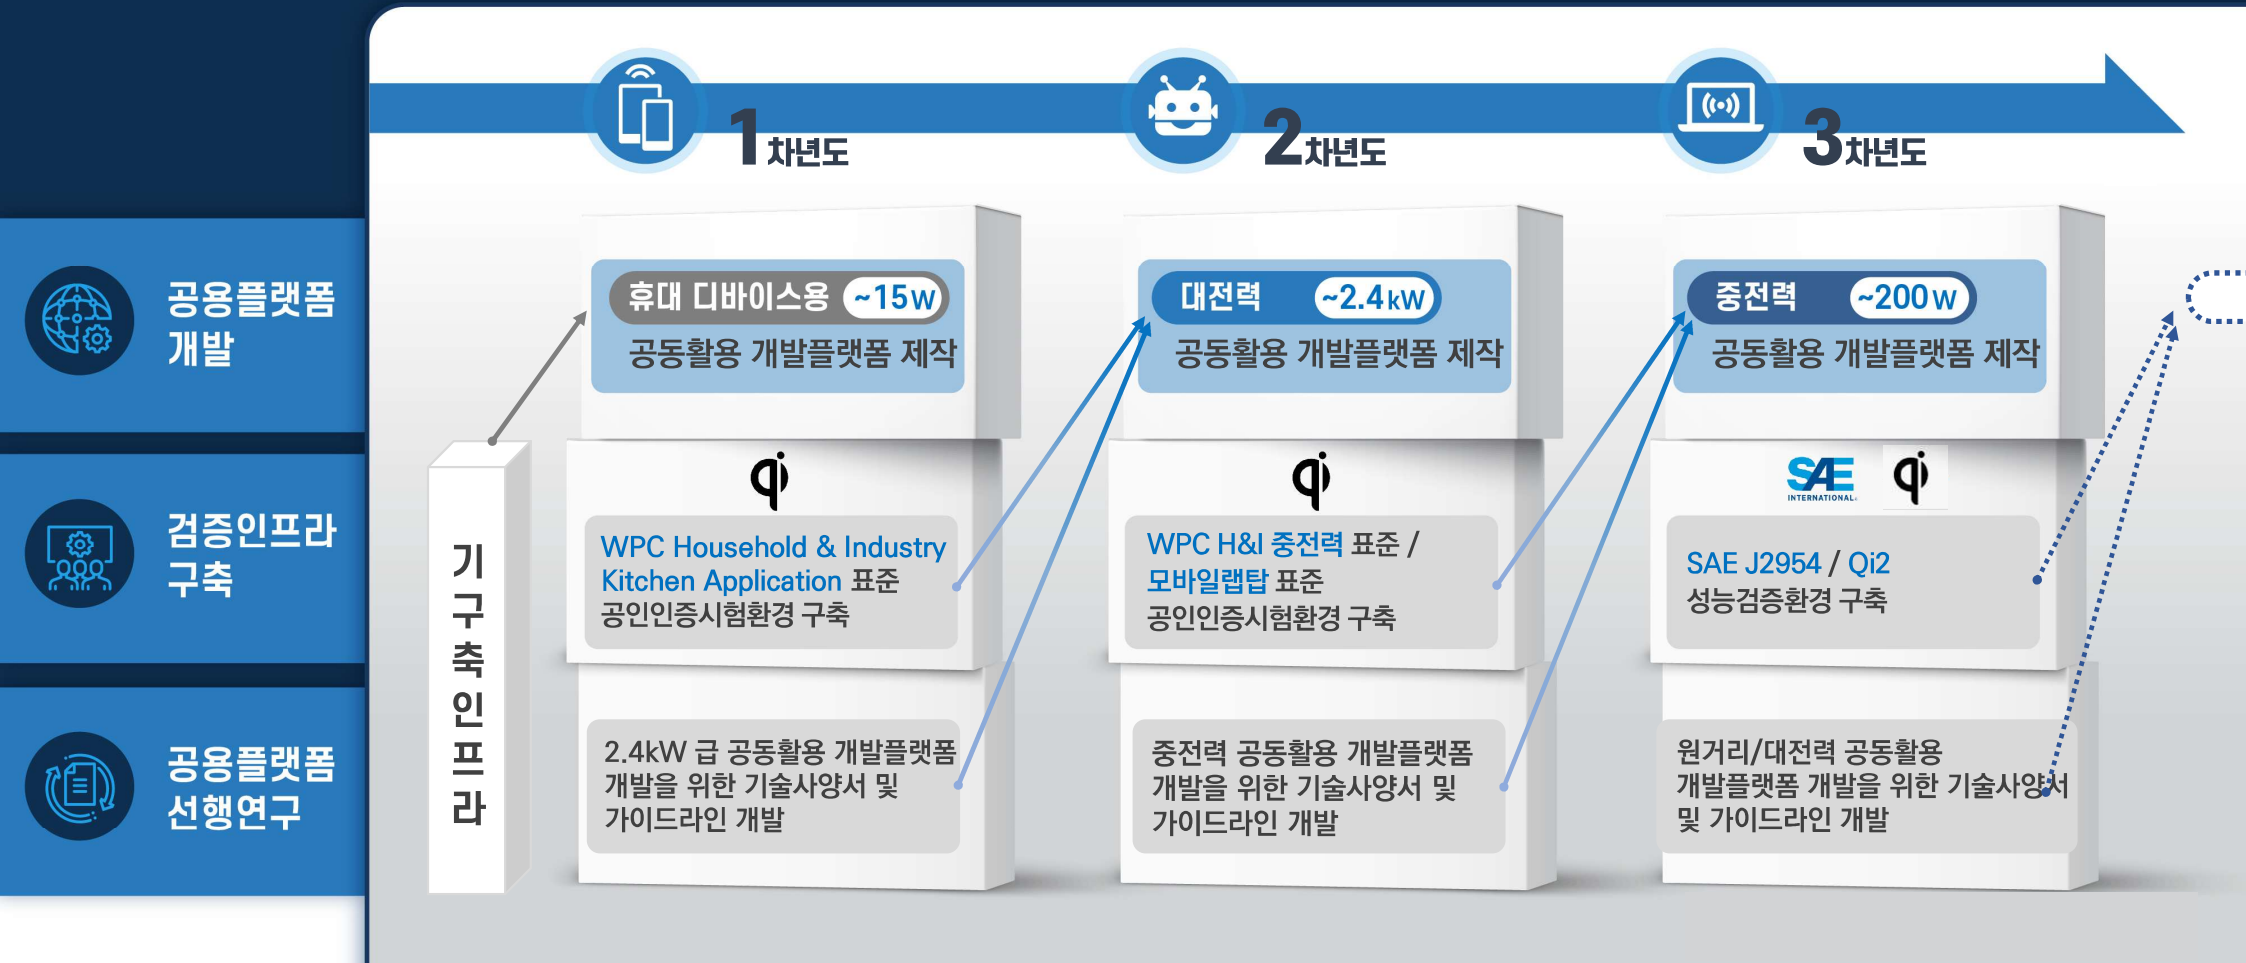 1차년도
2차년도
3차년도
공용플랫폼
개발
휴대 디바이스용 ~15W
공동활용 개발플랫폼 제작
대전력 ~2.4kW
공동활용 개발플랫폼 제작
중전력 ~200W
공동활용 개발플랫폼 제작
기구축인프라
검증인프라
구축
qi
WPC Household & Industry
Kitchen Application 표준
공인인증시험환경 구축
qi
WPC H&I 중전력 표준 /
모바일랩탑 표준
공인인증시험환경 구축
SAE
INTERNATIONAL
qi
SAE J2954 / Qi2
성능검증환경 구축
공용플랫폼
선행연구
2.4kW 급 공동활용 개발플랫폼
개발을 위한 기술사양서 및
가이드라인 개발
중전력 공동활용 개발플랫폼
개발을 위한 기술사양서 및
가이드라인 개발
원거리/대전력 공동활용
개발플랫폼 개발을 위한 기술사양서
및 가이드라인 개발